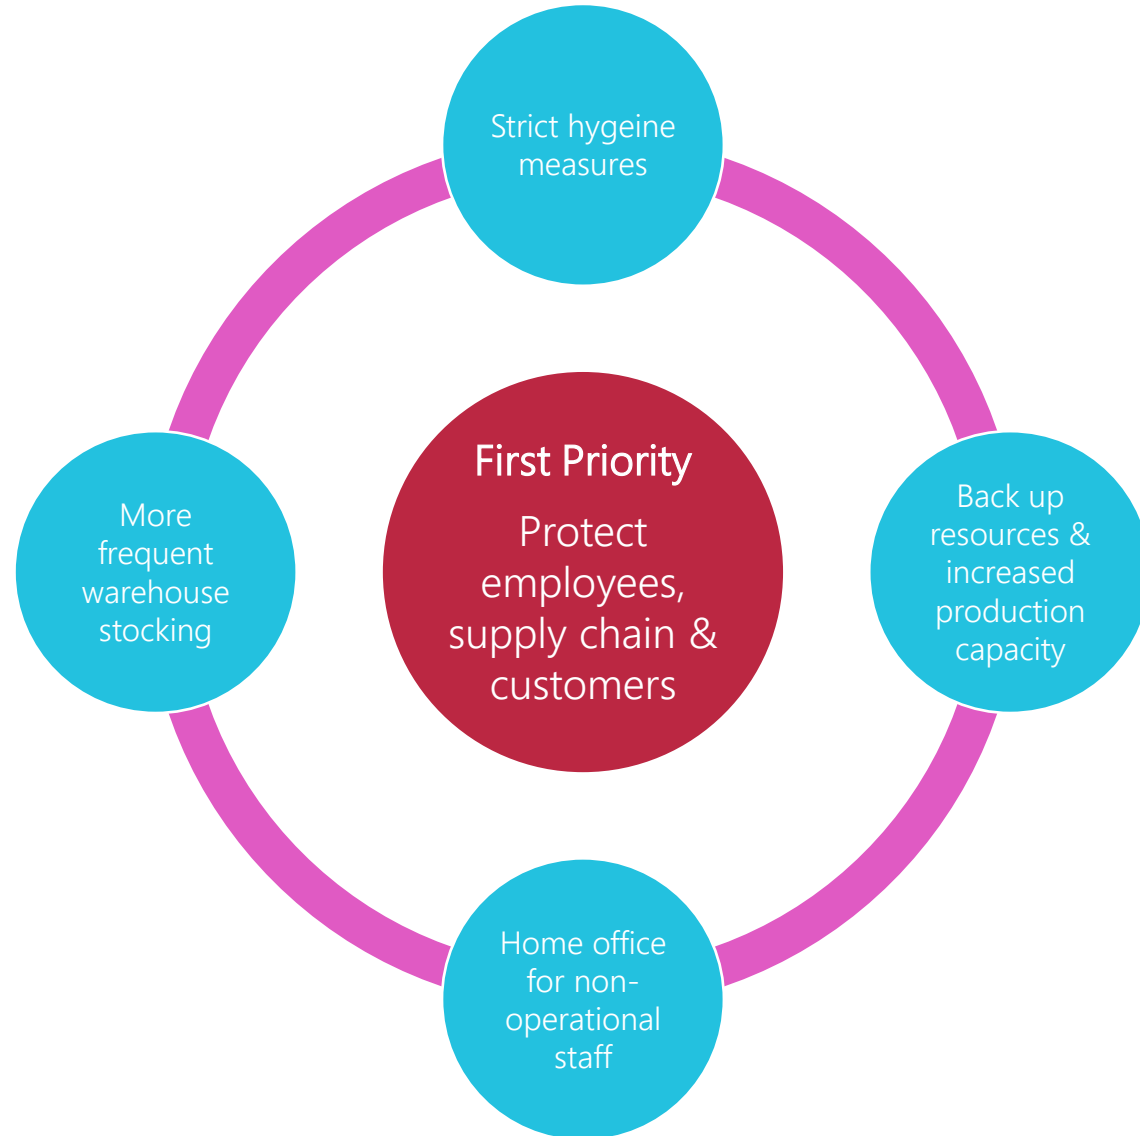 Strict hygeine
measures
First Priority
Protect
employees,
supply chain &
customers
More
frequent
warehouse
stocking
Back up
resources &
increased
production
capacity
Home office
for non-
operational
staff